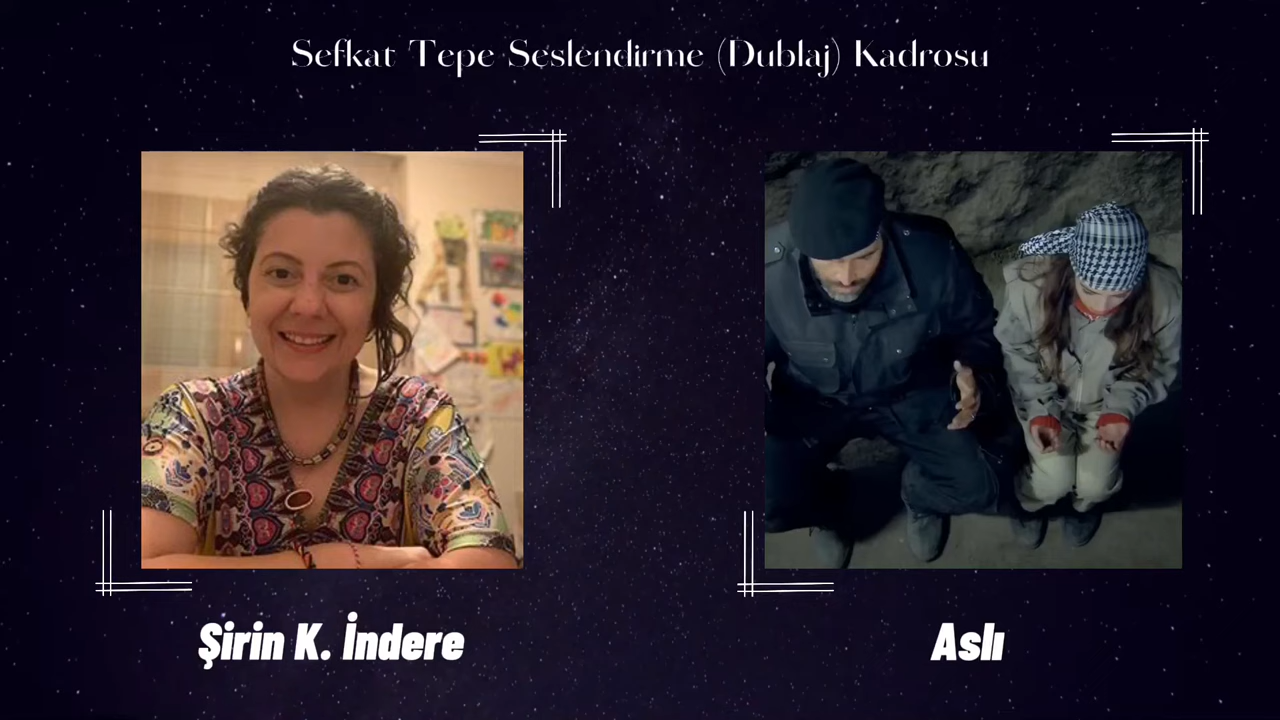 Sefkat Tepe Seslendirme (Dublaj) Kadrosu
Şirin K. İndere
Aslı